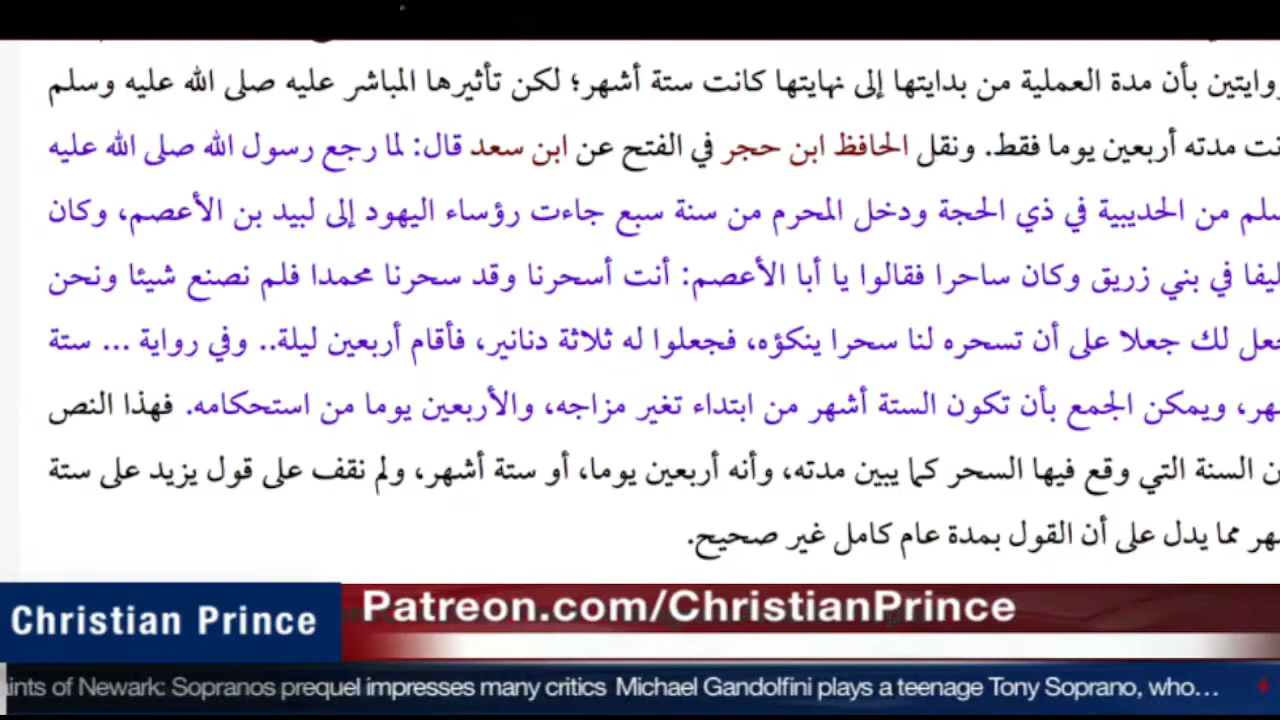 روايتين بأن مدة العملية من بدايتها إلى نهايتها كانت ستة أشهر؛ لكن تأثيرها المباشر عليه صلى الله عليه وسلم
مدته أربعين يوما فقط. ونقل الحافظ ابن حجر في الفتح عن ابن سعد قال: لما رجع رسول الله صلى الله عليه
من الحديبية في ذي الحجة ودخل المحرم من سنة سبع جاءت رؤساء اليهود إلى لبيد بن الأعصم، وكان
في بني زريق وكان ساحرا فقالوا يا أبا الأعصم: أنت أسحرنا وقد سحرنا محمدا فلم نصنع شيئا ونحن
لك جعلا على أن تسحره لنا سحرا ينكؤه، فجعلوا له ثلاثة دنانير، فأقام أربعين ليلة.. وفي رواية ... ستة
ويمكن الجمع بأن تكون الستة أشهر من ابتداء تغير مزاجه، والأربعين يوما من استحكامه. فهذا النص
السنة التي وقع فيها السحر كما يبين مدته، وأنه أربعين يوما، أو ستة أشهر، ولم نقف على قول يزيد على ستة
مما يدل على أن القول بمدة عام كامل غير صحيح.
Christian Prince
Patreon.com/ChristianPrince
ints of Newark: Sopranos prequel impresses many critics Michael Gandolfini plays a teenage Tony Soprano, who…